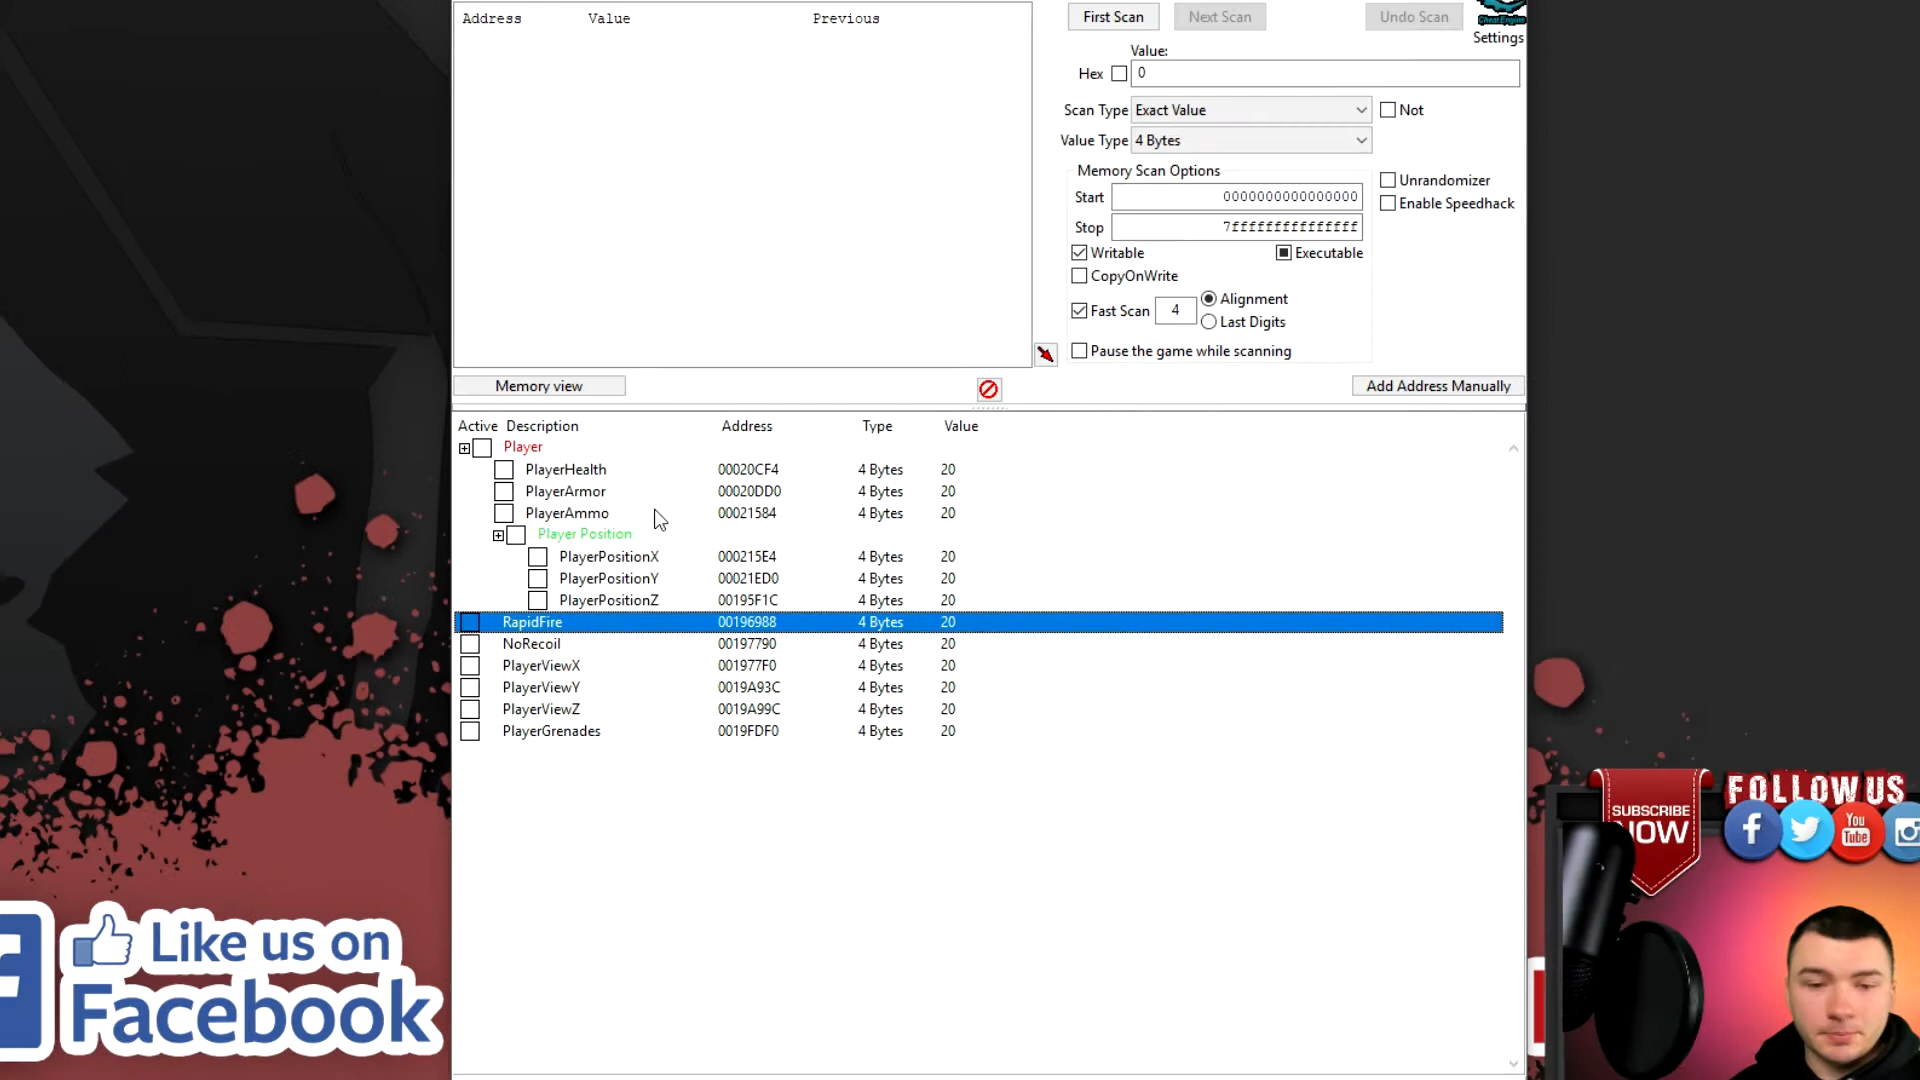 Address Value Previous
First Scan Next Scan Undo Scan
Cheat Engine
Settings
Value:
Hex 0
Scan Type Exact Value Not
Value Type 4 Bytes
Memory Scan Options
Unrandomizer
Start 0000000000000000
Enable Speedhack
Stop 7fffffffffffffff
Writable Executable
CopyOnWrite
Alignment
Fast Scan 4
Last Digits
Pause the game while scanning
Memory view Add Address Manually
Active Description Address Type Value
Player
PlayerHealth 00020CF4 4 Bytes 20
PlayerArmor 00020DD0 4 Bytes 20
PlayerAmmo 00021584 4 Bytes 20
Player Position
PlayerPositionX 000215E4 4 Bytes 20
PlayerPositionY 00021ED0 4 Bytes 20
PlayerPositionZ 00195F1C 4 Bytes 20
RapidFire 00196988 4 Bytes 20
NoRecoil 00197790 4 Bytes 20
PlayerViewX 001977F0 4 Bytes 20
PlayerViewY 0019A93C 4 Bytes 20
PlayerViewZ 0019A99C 4 Bytes 20
PlayerGrenades 0019FDF0 4 Bytes 20
FOLLOW US
SUBSCRIBE
NOW
You
Tube
Like us on
Facebook